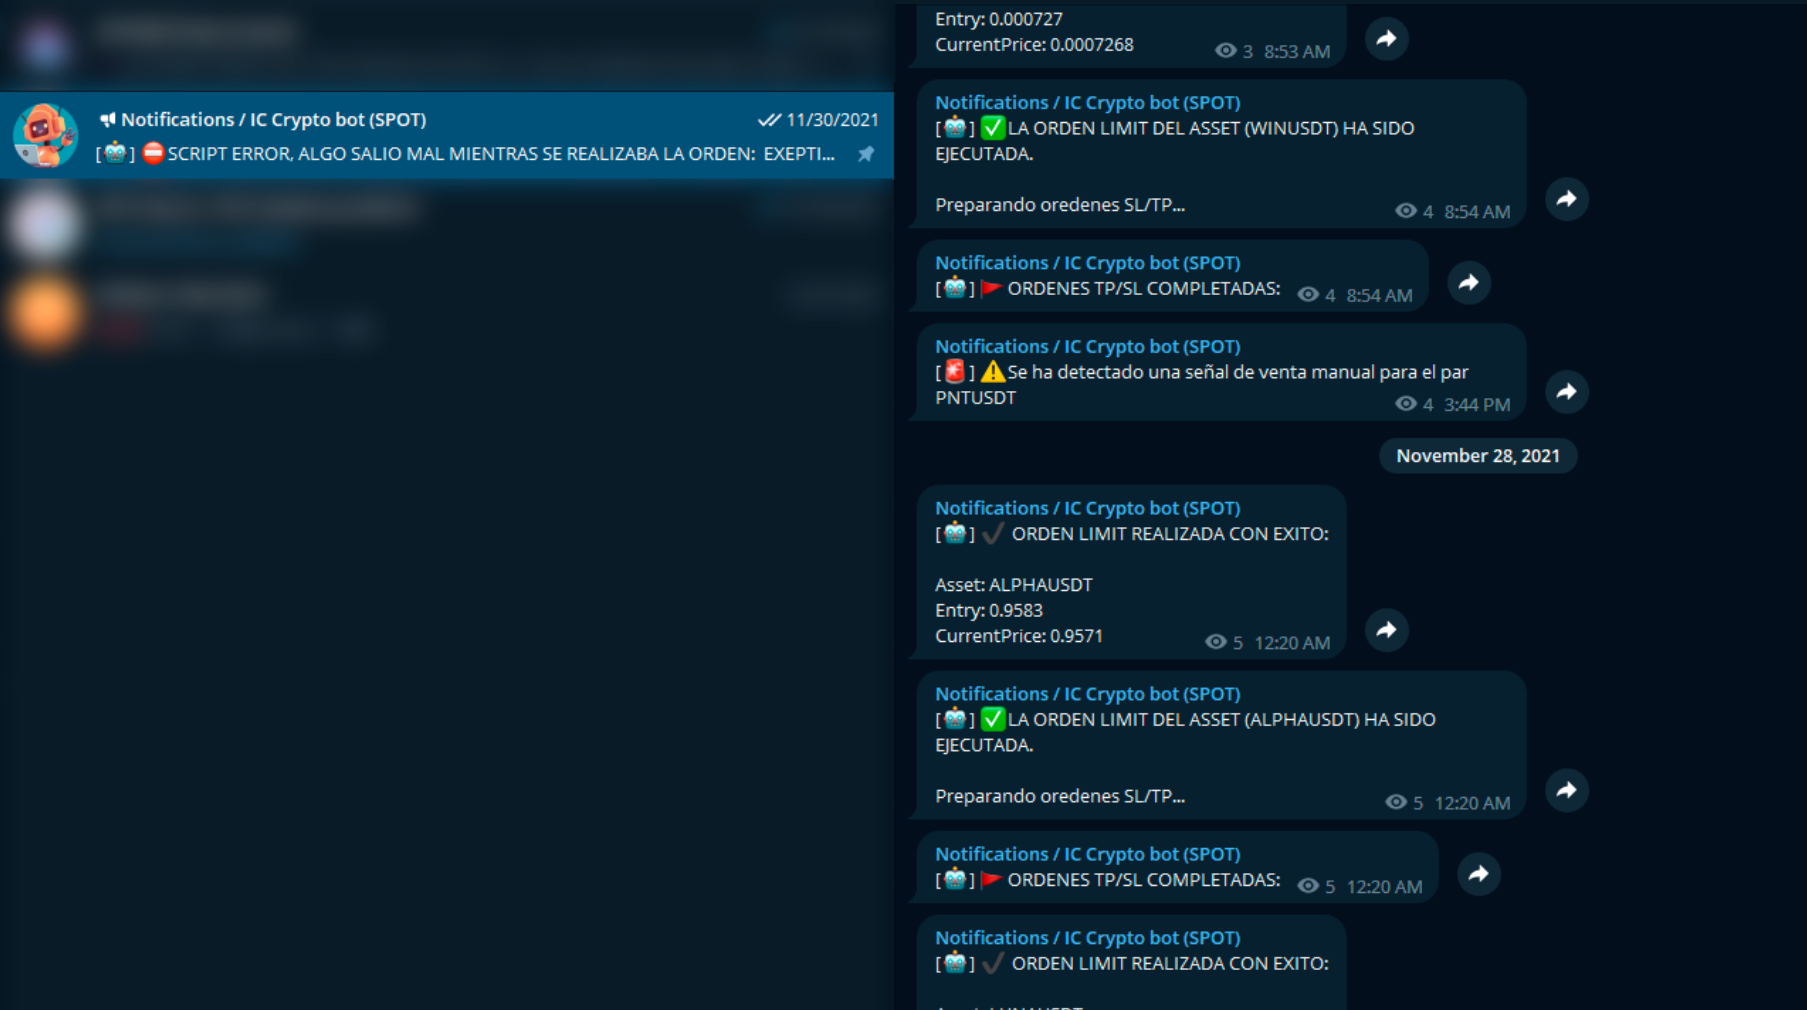 Notifications / IC Crypto bot (SPOT)
11/30/2021
[🤖] ⛔SCRIPT ERROR, ALGO SALIO MAL MIENTRAS SE REALIZABA LA ORDEN: EXEPTI...
Entry: 0.000727
CurrentPrice: 0.0007268
3 8:53 AM
Notifications / IC Crypto bot (SPOT)
[🤖] ✅LA ORDEN LIMIT DEL ASSET (WINUSDT) HA SIDO
EJECUTADA.
Preparando oredenes SL/TP...
4 8:54 AM
Notifications / IC Crypto bot (SPOT)
[🤖]🚩ORDENES TP/SL COMPLETADAS:
4 8:54 AM
Notifications / IC Crypto bot (SPOT)
[🚨] ⚠️Se ha detectado una señal de venta manual para el par
PNTUSDT
4 3:44 PM
November 28, 2021
Notifications / IC Crypto bot (SPOT)
[🤖] ✔️ ORDEN LIMIT REALIZADA CON EXITO:
Asset: ALPHAUSDT
Entry: 0.9583
CurrentPrice: 0.9571
5 12:20 AM
Notifications / IC Crypto bot (SPOT)
[🤖] ✅LA ORDEN LIMIT DEL ASSET (ALPHAUSDT) HA SIDO
EJECUTADA.
Preparando oredenes SL/TP...
5 12:20 AM
Notifications / IC Crypto bot (SPOT)
[🤖]🚩ORDENES TP/SL COMPLETADAS:
5 12:20 AM
Notifications / IC Crypto bot (SPOT)
[🤖] ✔️ ORDEN LIMIT REALIZADA CON EXITO: